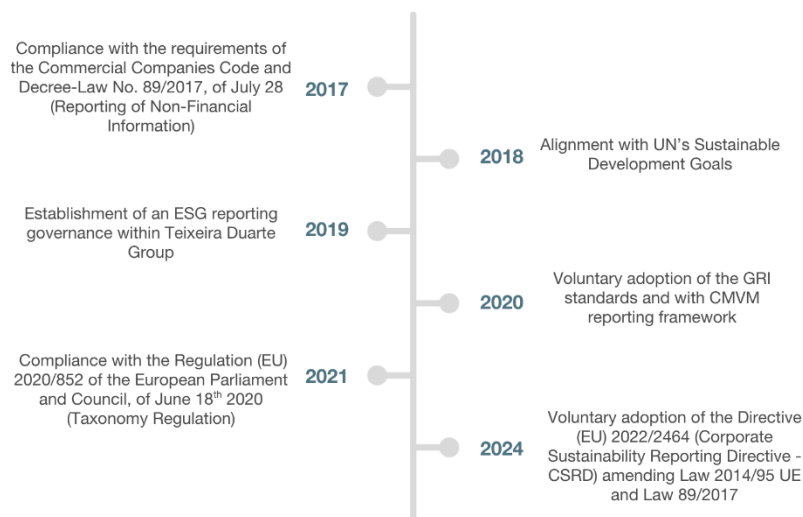 Compliance with the requirements of
the Commercial Companies Code and
Decree-Law No. 89/2017, of July 28
(Reporting of Non-Financial
Information)
2017
2018
Alignment with UN’s Sustainable
Development Goals
Establishment of an ESG reporting
governance within Teixeira Duarte
Group
2019
2020
Voluntary adoption of the GRI
standards and with CMVM
reporting framework
Compliance with the Regulation (EU)
2020/852 of the European Parliament
and Council, of June 18th 2020
(Taxonomy Regulation)
2021
2024
Voluntary adoption of the Directive
(EU) 2022/2464 (Corporate
Sustainability Reporting Directive -
CSRD) amending Law 2014/95 UE
and Law 89/2017